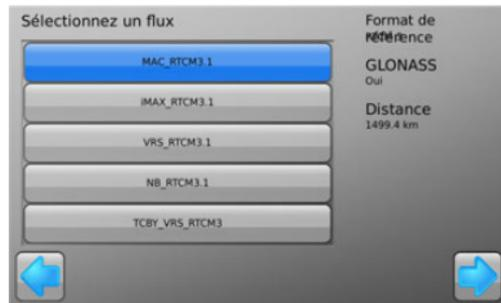 Sélectionnez un flux
MAC_RTCM3.1
iMAX_RTCM3.1
VRS_RTCM3.1
NB_RTCM3.1
TCBY_VRS_RTCM3
Format de
référence
GLONASS
Oui
Distance
1499.4 km